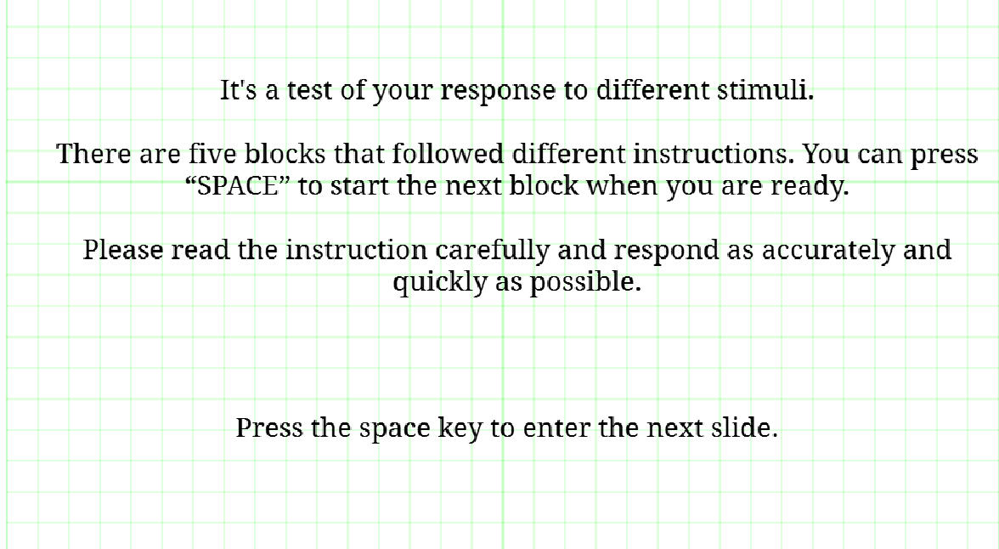 It's a test of your response to different stimuli.
There are five blocks that followed different instructions. You can press
“SPACE” to start the next block when you are ready.
Please read the instruction carefully and respond as accurately and
quickly as possible.
Press the space key to enter the next slide.